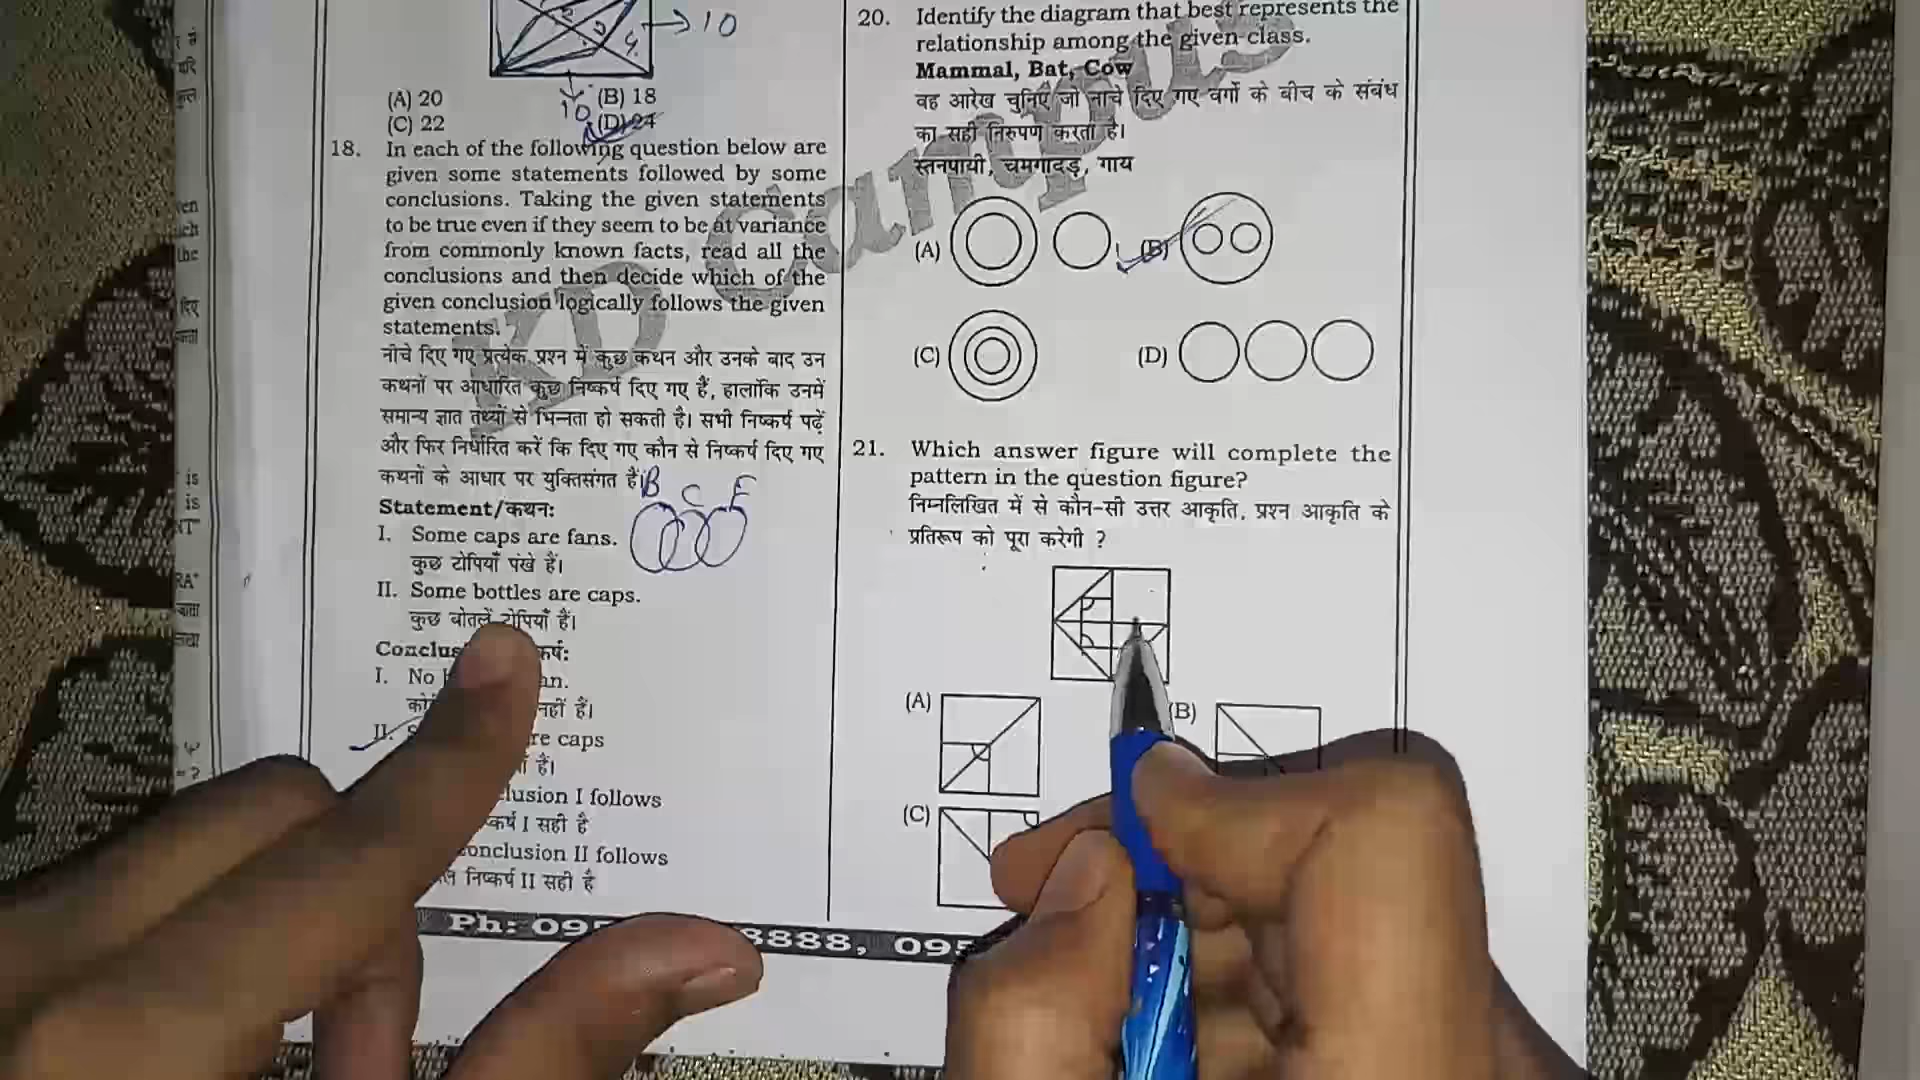 10
10
(A) 20 (B) 18
(C) 22 (D) 24
18. In each of the following question below are
given some statements followed by some
conclusions. Taking the given statements
to be true even if they seem to be at variance
from commonly known facts, read all the
conclusions and then decide which of the
given conclusion logically follows the given
statements.
नीचे दिए गए प्रत्येक प्रश्न में कुछ कथन और उनके बाद उन
कथनों पर आधारित कुछ निष्कर्ष दिए गए हैं, हालाँकि उनमें
समान्य ज्ञात तथ्यों से भिन्नता हो सकती है। सभी निष्कर्ष पढ़ें
और फिर निर्धारित करें कि दिए गए कौन से निष्कर्ष दिए गए
कथनों के आधार पर युक्तिसंगत हैं।
B C F
Statement/कथन:
I. Some caps are fans.
कुछ टोपियाँ पंखे हैं।
II. Some bottles are caps.
कुछ बोतलें टोपियाँ हैं।
I. No
नहीं हैं।
II. re caps
हैं।
I follows
I सही है
conclusion II follows
निष्कर्ष II सही है
20. Identify the diagram that best represents the
relationship among the given class.
Mammal, Bat, Cow
वह आरेख चुनिएँ जो नाचे दिए गए वर्गों के बीच के संबंध
का सही निरुपण करता है।
स्तनपायी, चमगादड़, गाय
(A) (B)
(C) (D)
21. Which answer figure will complete the
pattern in the question figure?
निम्नलिखित में से कौन-सी उत्तर आकृति, प्रश्न आकृति के
प्रतिरूप को पूरा करेगी ?
(A) (B)
(C)
KD Campus
Ph: 09 8888, 09